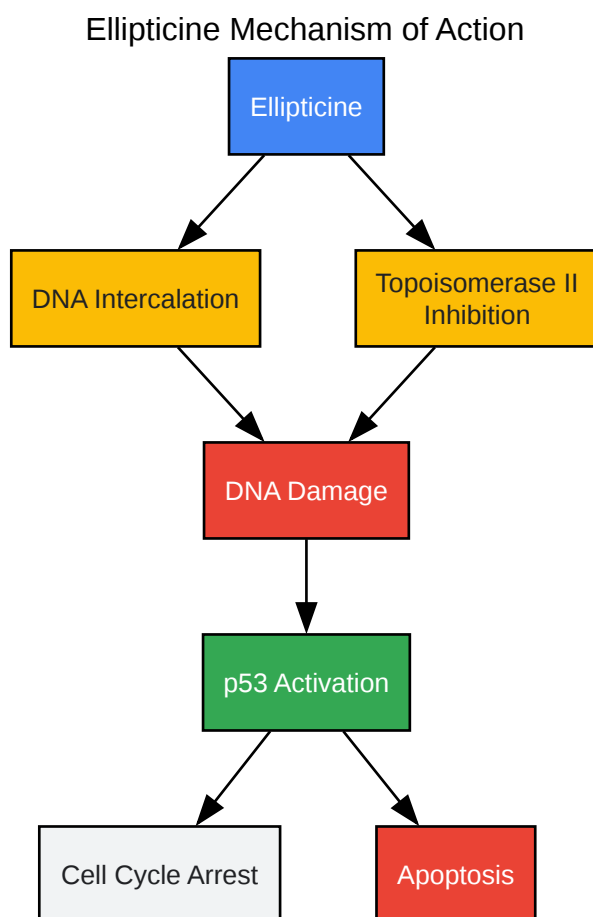 Ellipticine Mechanism of Action
Ellipticine
DNA Intercalation
Topoisomerase II
Inhibition
DNA Damage
p53 Activation
Cell Cycle Arrest
Apoptosis